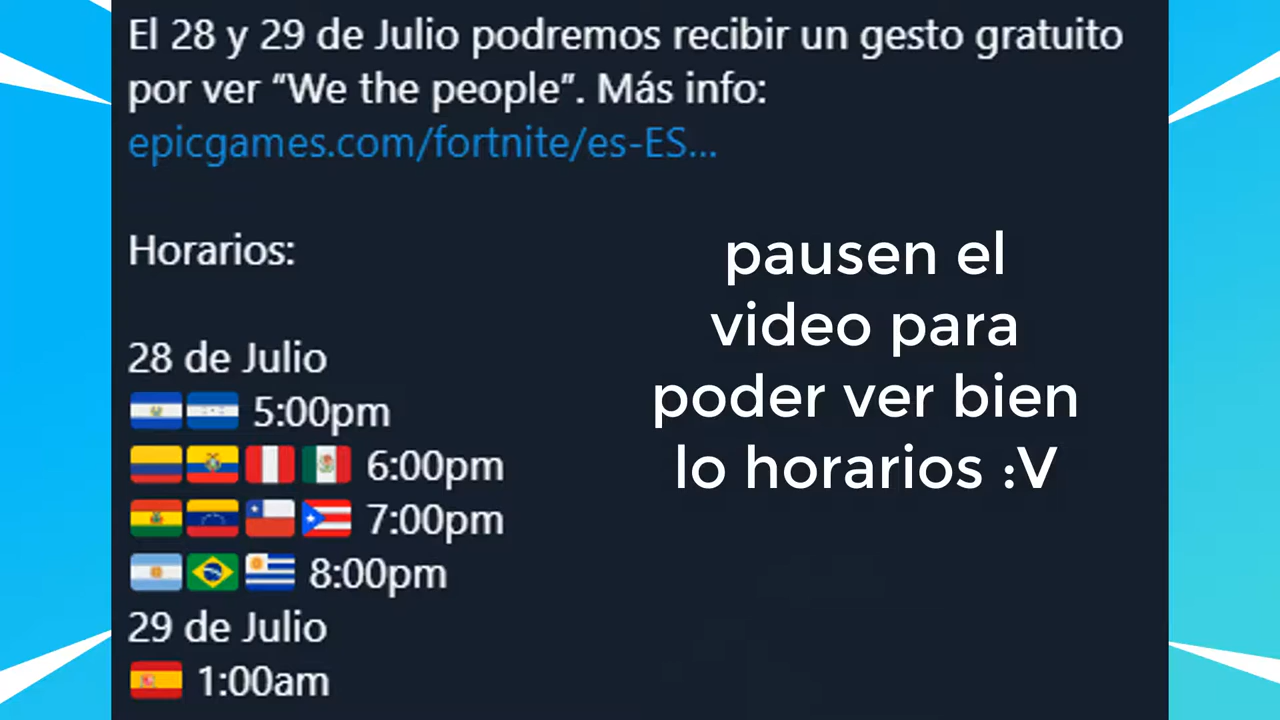 El 28 y 29 de Julio podremos recibir un gesto gratuito
por ver “We the people”. Más info:
epicgames.com/fortnite/es-ES...
Horarios:
28 de Julio
5:00pm
6:00pm
7:00pm
8:00pm
29 de Julio
1:00am
pausen el
video para
poder ver bien
lo horarios :V